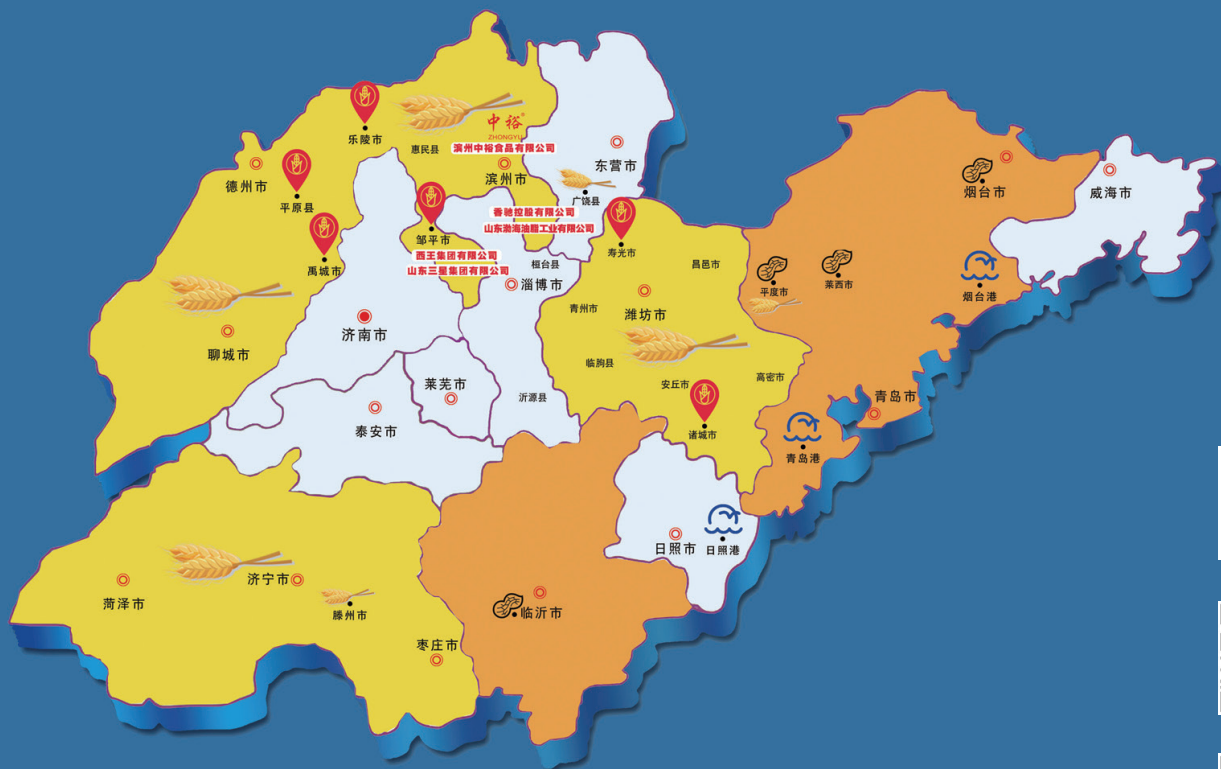 乐陵市
惠民县
中裕®
ZHONGYU
滨州中裕食品有限公司
滨州市
东营市
德州市
平原县
广饶县
烟台市
威海市
邹平市
香驰控股有限公司
山东渤海油脂工业有限公司
寿光市
禹城市
西王集团有限公司
山东三星集团有限公司
桓台县
昌邑市
淄博市
平度市
莱西市
烟台港
青州市
潍坊市
济南市
聊城市
临朐县
莱芜市
安丘市
高密市
沂源县
青岛市
泰安市
诸城市
青岛港
日照市
日照港
菏泽市
济宁市
滕州市
临沂市
枣庄市